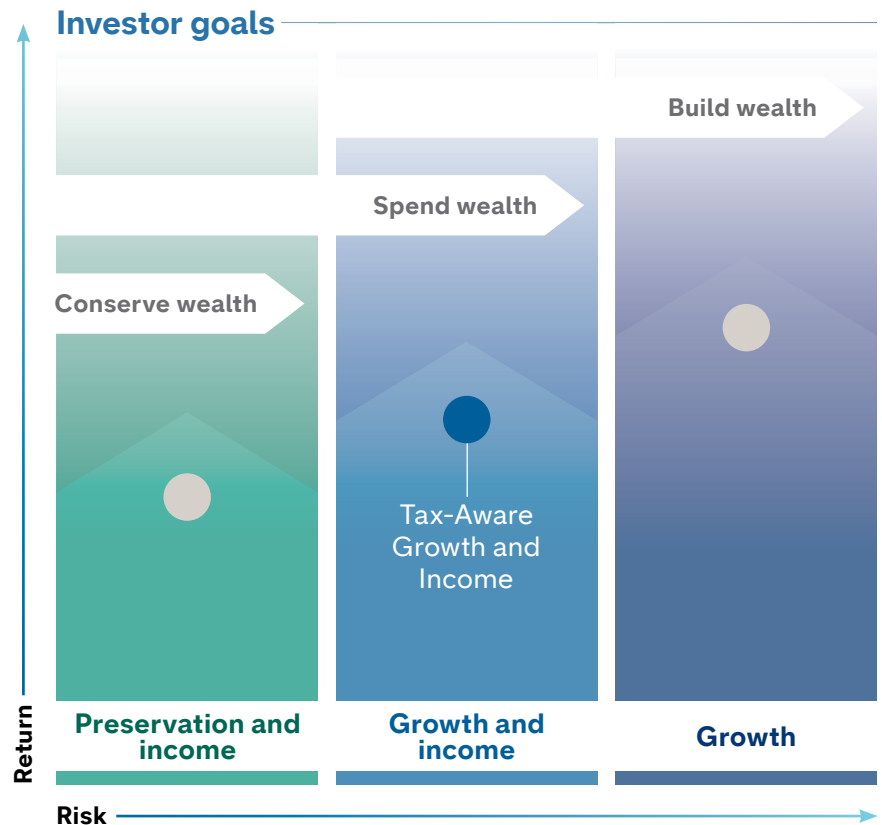 Investor goals
Build wealth
Spend wealth
Conserve wealth
Tax-Aware
Growth and
Income
Return
Preservation and
income
Growth and
income
Growth
Risk